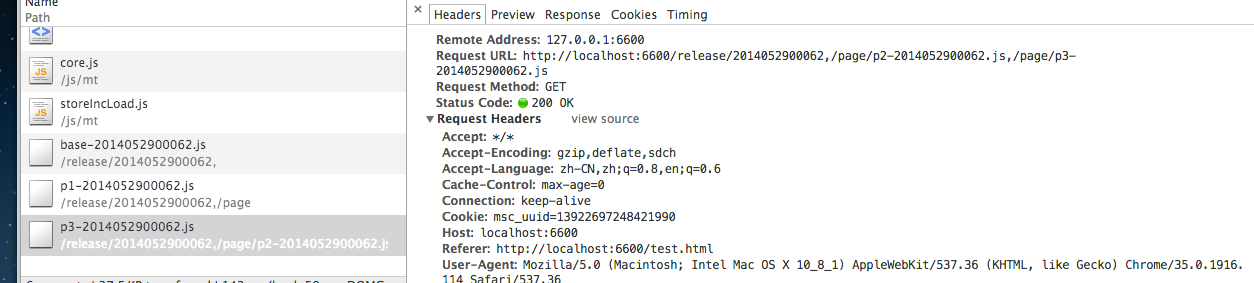 Name
Path
core.js
/js/mt
storeIncLoad.js
/js/mt
base-2014052900062.js
/release/2014052900062,
p1-2014052900062.js
/release/2014052900062,/page
p3-2014052900062.js
/release/2014052900062,/page/p2-2014052900062.js
× Headers Preview Response Cookies Timing
Remote Address: 127.0.0.1:6600
Request URL: http://localhost:6600/release/2014052900062,/page/p2-2014052900062.js,/page/p3-
2014052900062.js
Request Method: GET
Status Code: 200 OK
▼Request Headers view source
Accept: */*
Accept-Encoding: gzip,deflate,sdch
Accept-Language: zh-CN,zh;q=0.8,en;q=0.6
Cache-Control: max-age=0
Connection: keep-alive
Cookie: msc_uuid=13922697248421990
Host: localhost:6600
Referer: http://localhost:6600/test.html
User-Agent: Mozilla/5.0 (Macintosh; Intel Mac OS X 10_8_1) AppleWebKit/537.36 (KHTML, like Gecko) Chrome/35.0.1916.
114 Safari/537.36